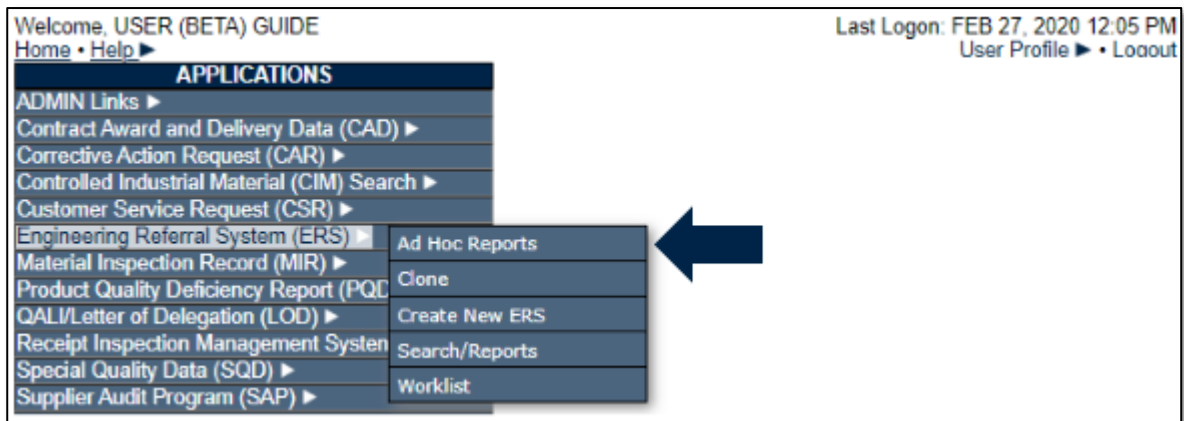 Welcome, USER (BETA) GUIDE
Last Logon: FEB 27, 2020 12:05 PM
Home • Help ▶
User Profile ▶ • Logout
APPLICATIONS
ADMIN Links ▶
Contract Award and Delivery Data (CAD) ▶
Corrective Action Request (CAR) ▶
Controlled Industrial Material (CIM) Search ▶
Customer Service Request (CSR) ▶
Engineering Referral System (ERS) ▶
Material Inspection Record (MIR) ▶
Product Quality Deficiency Report (PQD
QALI/Letter of Delegation (LOD) ▶
Receipt Inspection Management System
Special Quality Data (SQD) ▶
Supplier Audit Program (SAP) ▶
Ad Hoc Reports
Clone
Create New ERS
Search/Reports
Worklist